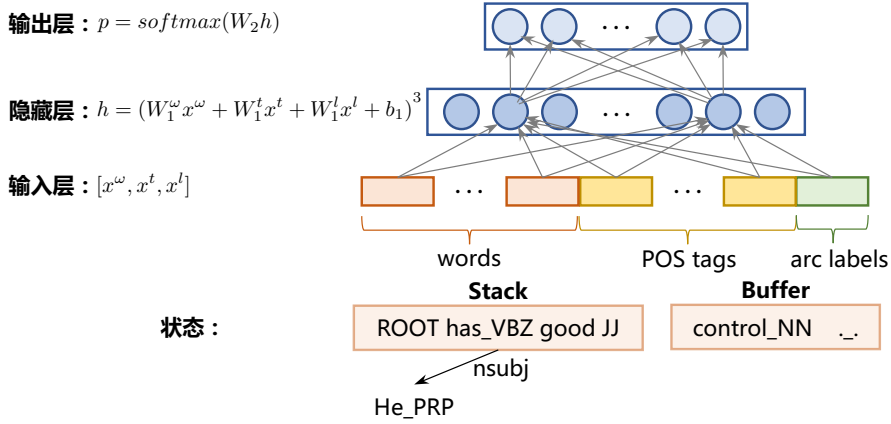 输出层：p = softmax(W₂h)
隐藏层：h = (W₁^ω x^ω + W₁^t x^t + W₁^l x^l + b₁)³
输入层：[x^ω, x^t, x^l]
words
POS tags
arc labels
Stack
Buffer
状态：
ROOT has_VBZ good JJ
control_NN ._.
nsubj
He_PRP